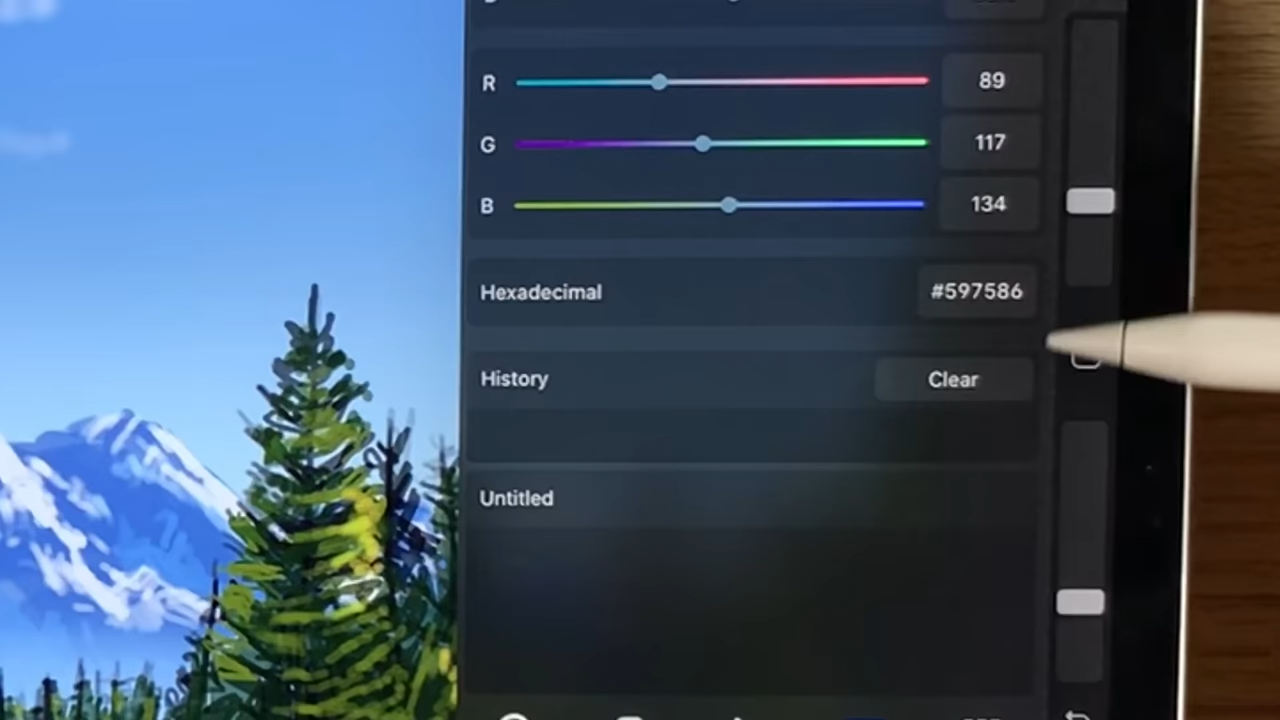 R 89
G 117
B 134
Hexadecimal #597586
History Clear
Untitled